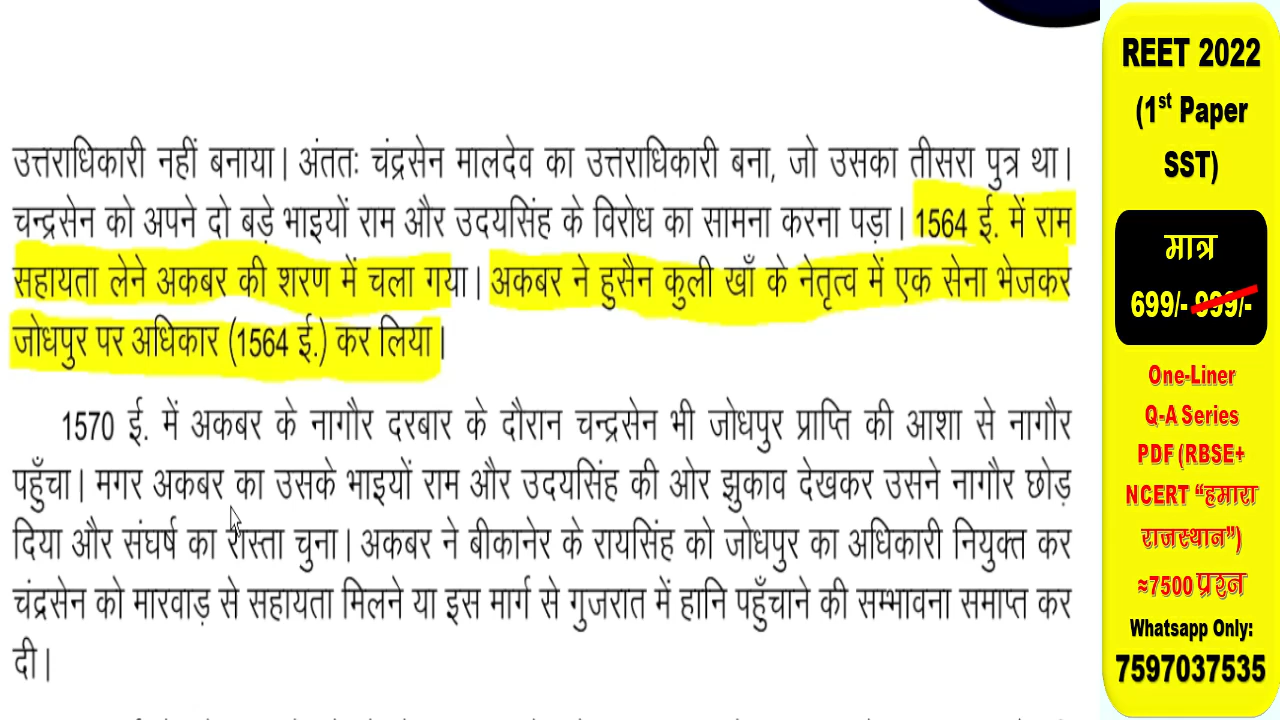 उत्तराधिकारी नहीं बनाया। अंततः चंद्रसेन मालदेव का उत्तराधिकारी बना, जो उसका तीसरा पुत्र था।
चन्द्रसेन को अपने दो बड़े भाइयों राम और उदयसिंह के विरोध का सामना करना पड़ा। 1564 ई. में राम
सहायता लेने अकबर की शरण में चला गया। अकबर ने हुसैन कुली खाँ के नेतृत्व में एक सेना भेजकर
जोधपुर पर अधिकार (1564 ई.) कर लिया।
1570 ई. में अकबर के नागौर दरबार के दौरान चन्द्रसेन भी जोधपुर प्राप्ति की आशा से नागौर
पहुँचा। मगर अकबर का उसके भाइयों राम और उदयसिंह की ओर झुकाव देखकर उसने नागौर छोड़
दिया और संघर्ष का रास्ता चुना। अकबर ने बीकानेर के रायसिंह को जोधपुर का अधिकारी नियुक्त कर
चंद्रसेन को मारवाड़ से सहायता मिलने या इस मार्ग से गुजरात में हानि पहुँचाने की सम्भावना समाप्त कर
दी।
REET 2022
(1st Paper
SST)
मात्र
699/- 999/-
One-Liner
Q-A Series
PDF (RBSE+
NCERT “हमारा
राजस्थान”)
≈7500 प्रश्न
Whatsapp Only:
7597037535